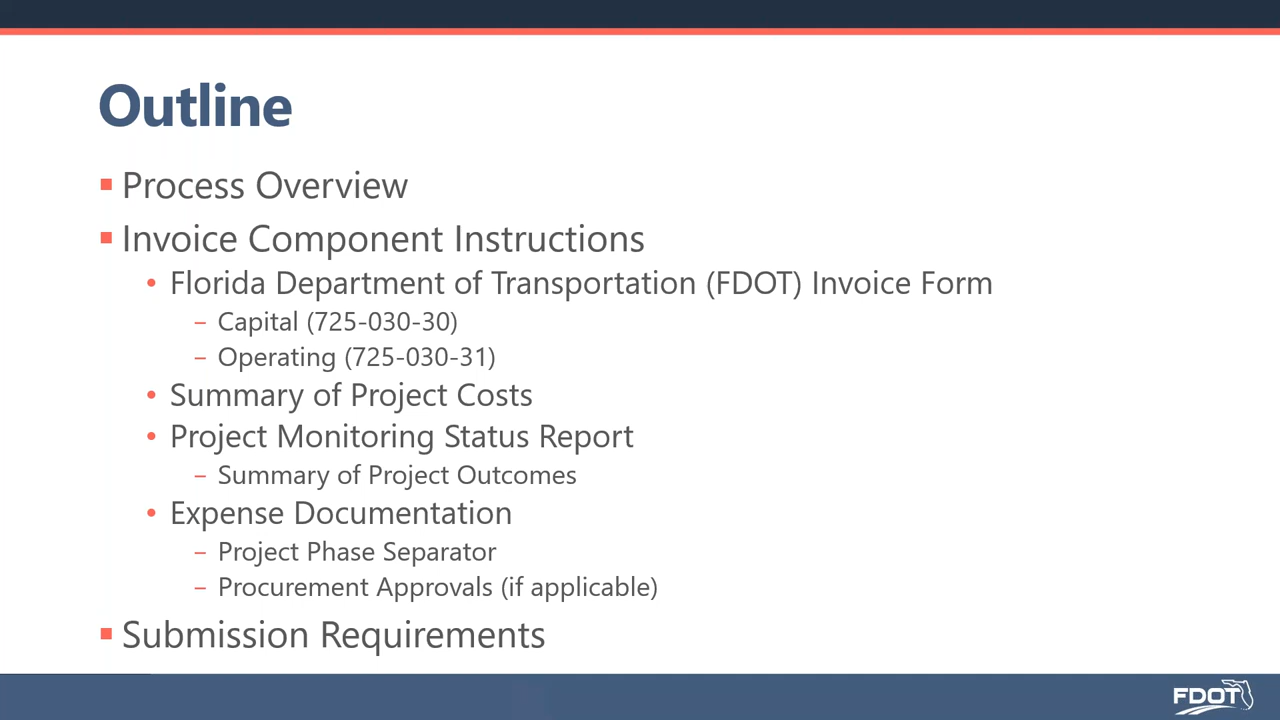 Outline
Process Overview
Invoice Component Instructions
Florida Department of Transportation (FDOT) Invoice Form
Capital (725-030-30)
Operating (725-030-31)
Summary of Project Costs
Project Monitoring Status Report
Summary of Project Outcomes
Expense Documentation
Project Phase Separator
Procurement Approvals (if applicable)
Submission Requirements
FDOT